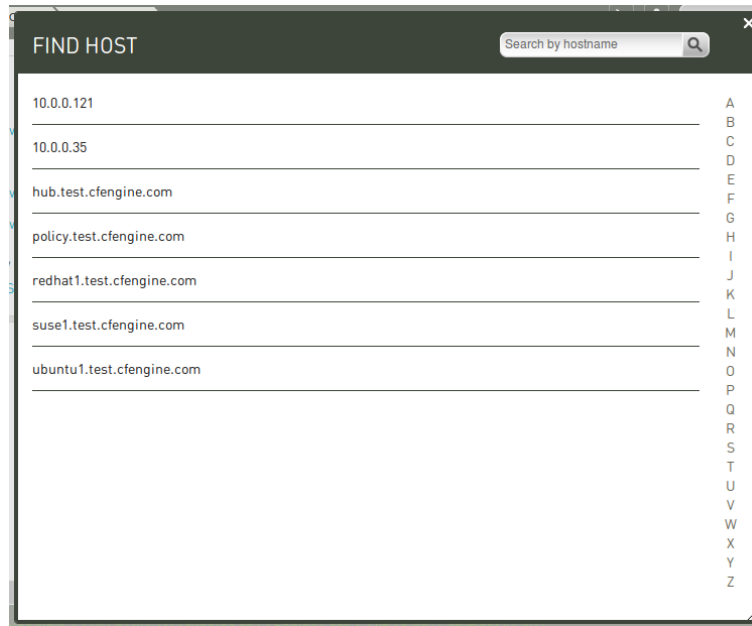 FIND HOST
Search by hostname
10.0.0.121
10.0.0.35
hub.test.cfengine.com
policy.test.cfengine.com
redhat1.test.cfengine.com
suse1.test.cfengine.com
ubuntu1.test.cfengine.com
A
B
C
D
E
F
G
H
I
J
K
L
M
N
O
P
Q
R
S
T
U
V
W
X
Y
Z